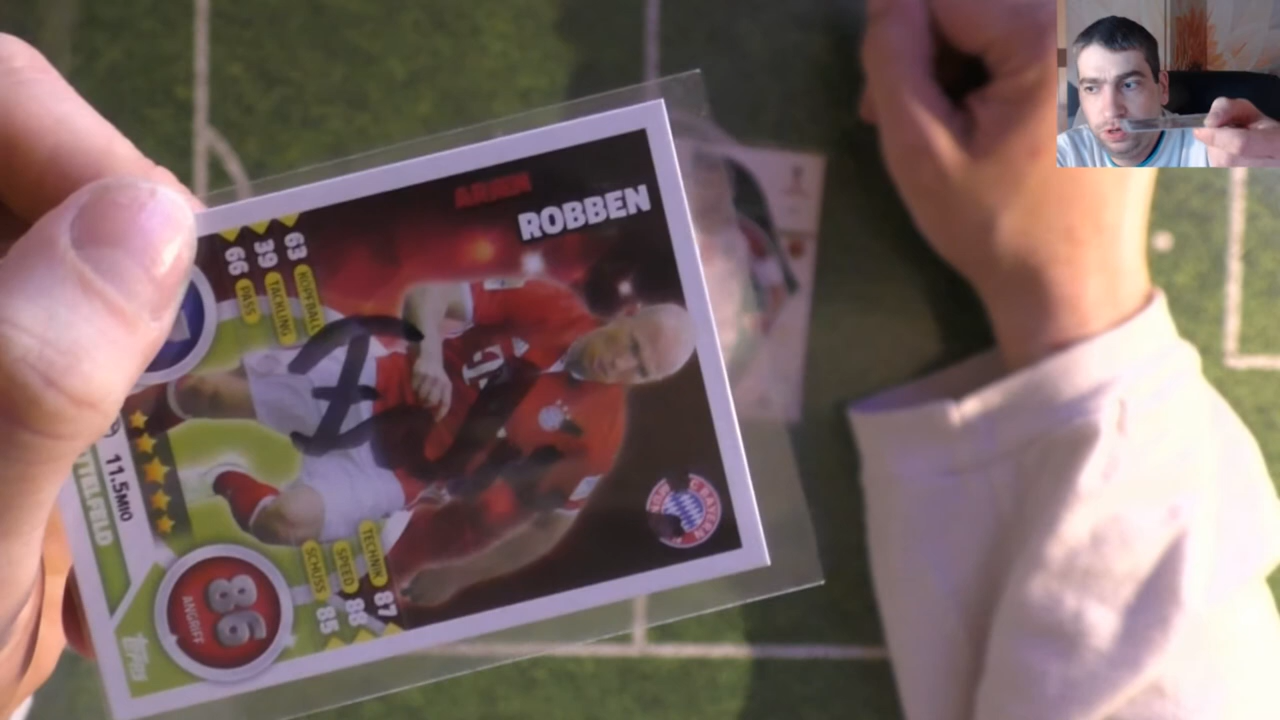 ARJEN
ROBBEN
63 KOPFBALL
39 TACKLING
66 PASS
11.5MIO
TECHNIK 87
SPEED 88
SCHUSS 85
86
ANGRIFF
topps